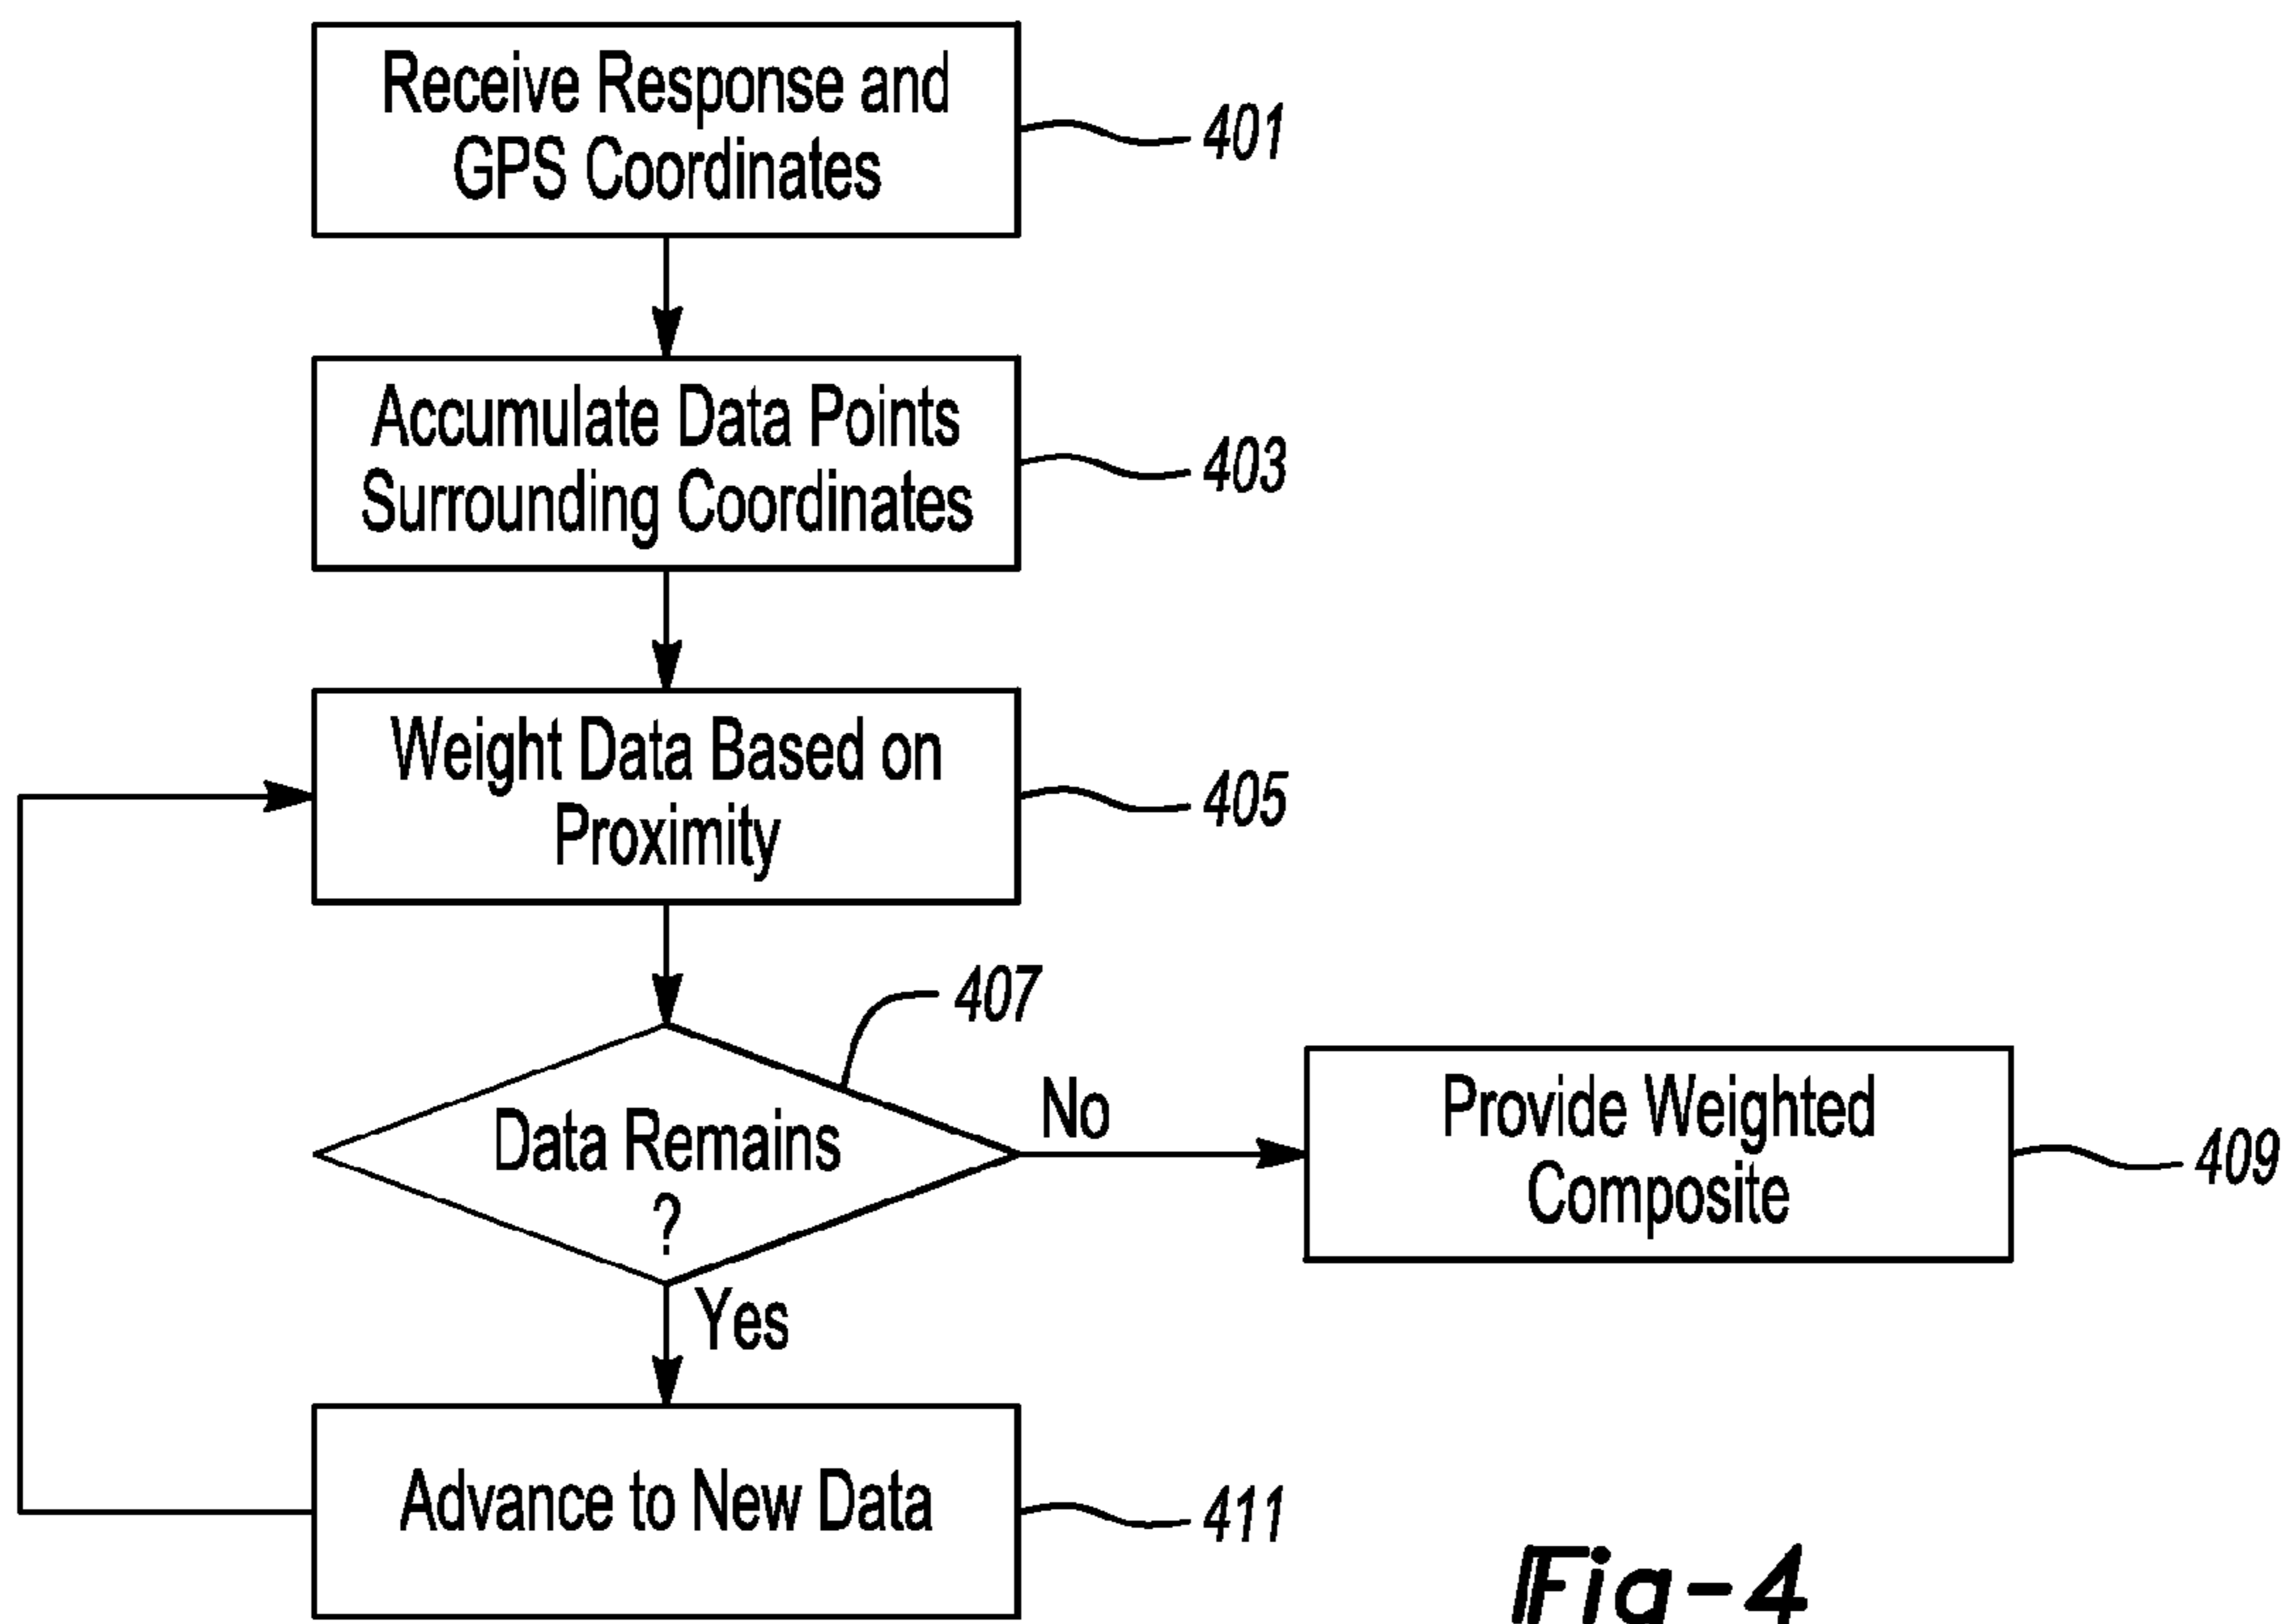 Receive Response and
GPS Coordinates
401
Accumulate Data Points
Surrounding Coordinates
403
Weight Data Based on
Proximity
405
407
Data Remains
?
No
Provide Weighted
Composite
409
Yes
Advance to New Data
411
Fig-4